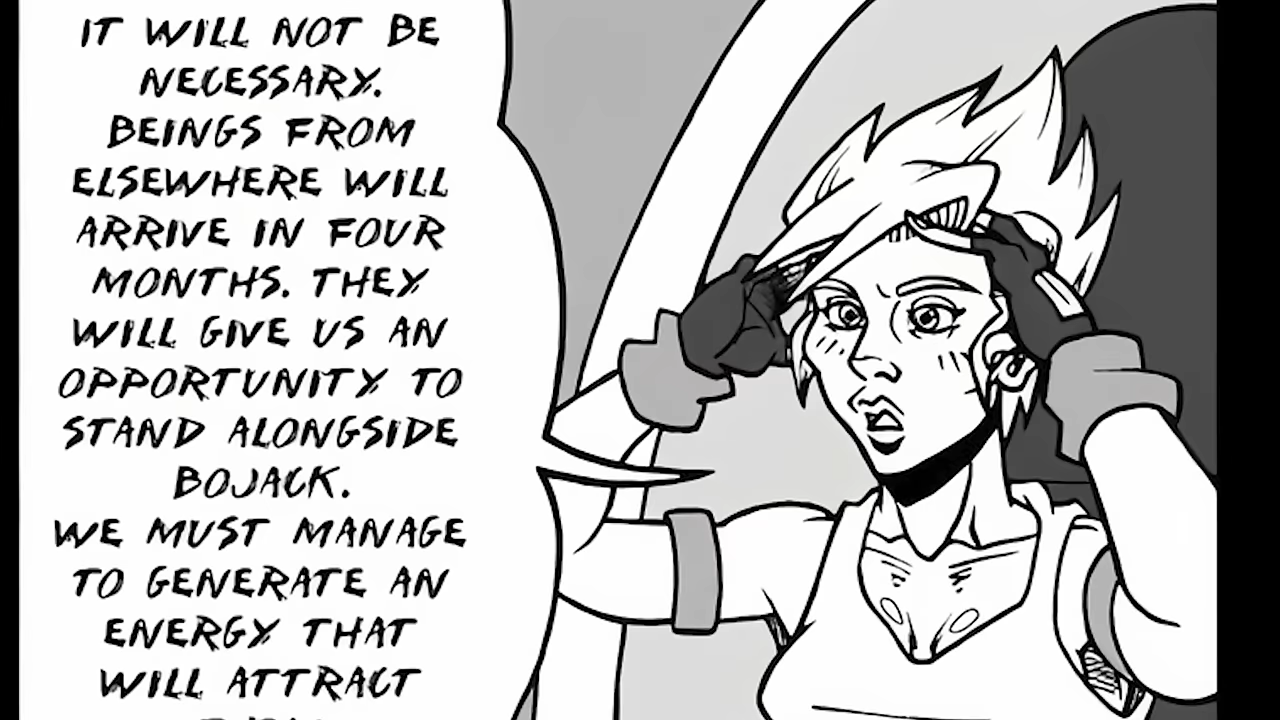 IT WILL NOT BE
NECESSARY.
BEINGS FROM
ELSEWHERE WILL
ARRIVE IN FOUR
MONTHS. THEY
WILL GIVE US AN
OPPORTUNITY TO
STAND ALONGSIDE
BOJACK.
WE MUST MANAGE
TO GENERATE AN
ENERGY THAT
WILL ATTRACT